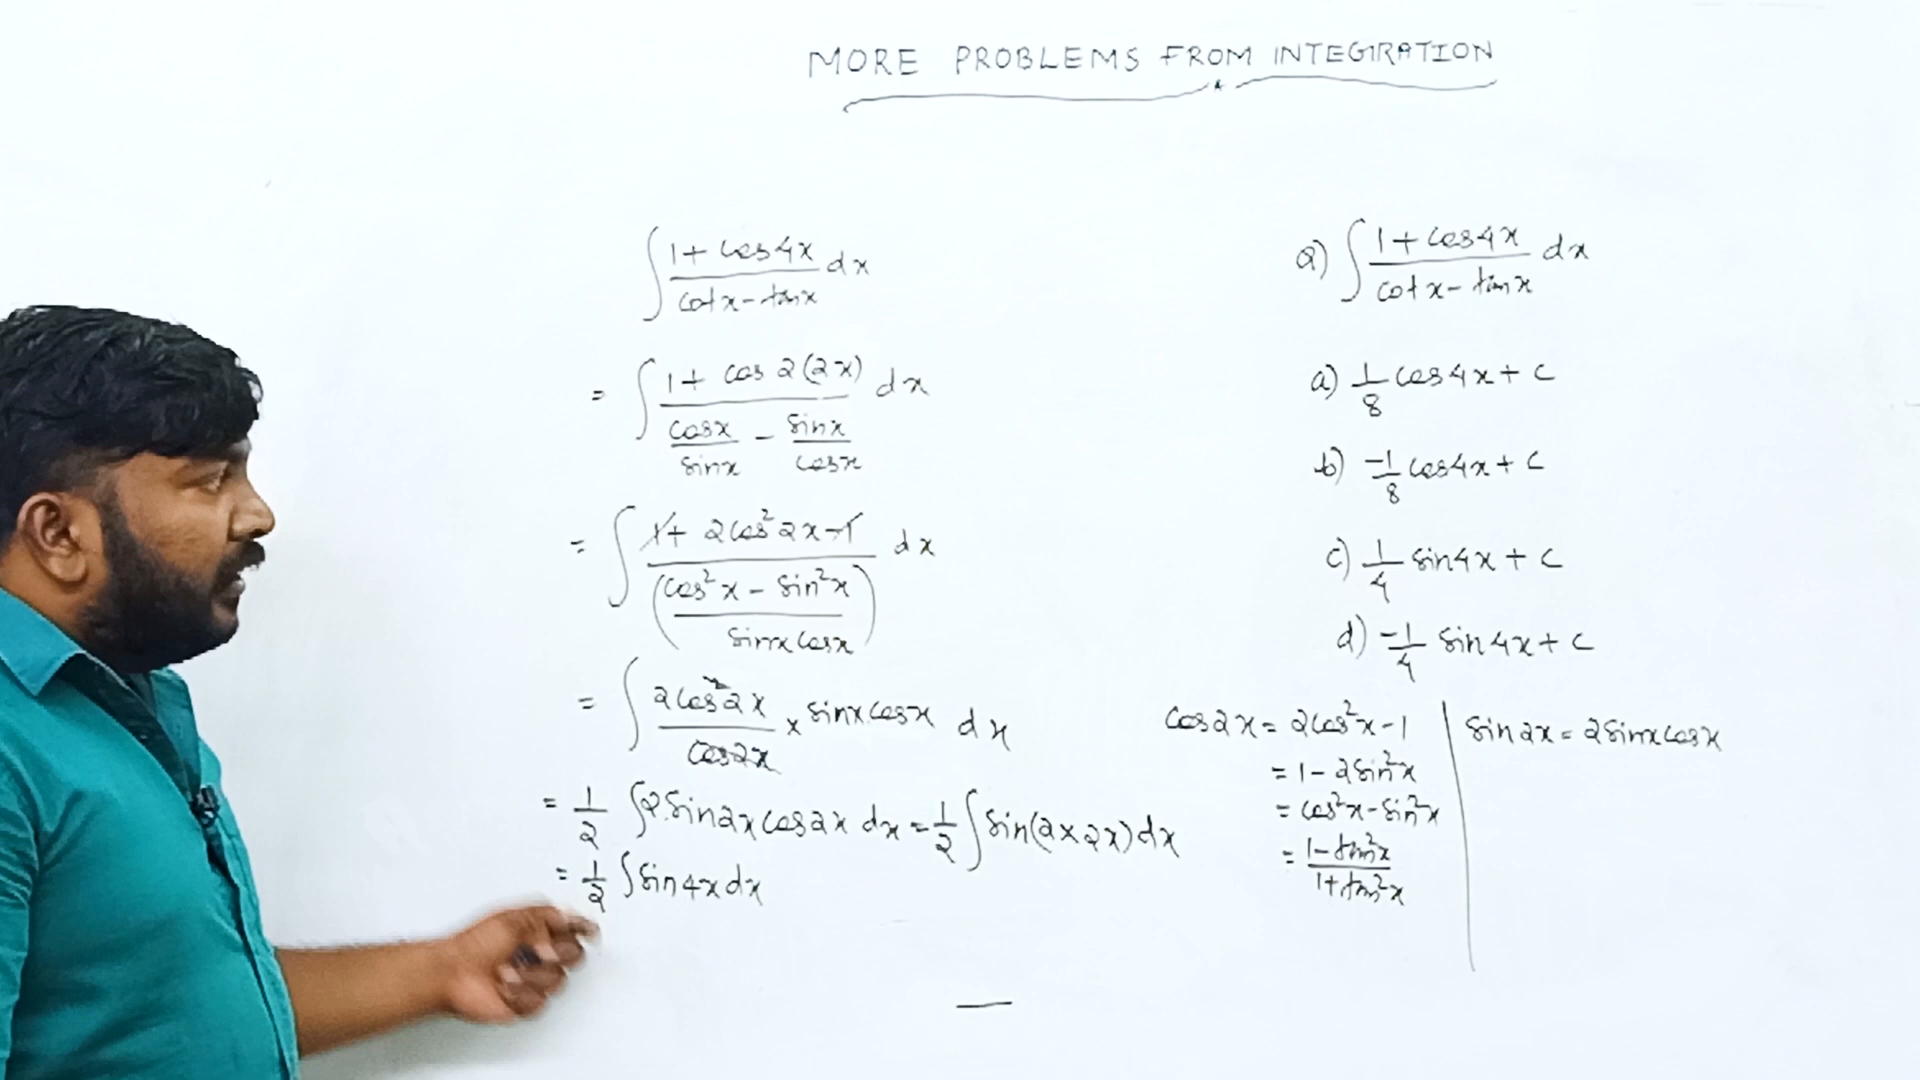 MORE PROBLEMS FROM INTEGRATION
∫ (1 + cos4x)/(cotx - tanx) dx
= ∫ (1 + cos 2(2x))/(cosx/sinx - sinx/cosx) dx
= ∫ (1 + 2cos²2x - 1)/((cos²x - sin²x)/(sinx cosx)) dx
= ∫ (2cos²2x)/(cos2x) × sinx cosx dx
= 1/2 ∫ 2.sin2x cos2x dx = 1/2 ∫ sin(2×2x) dx
= 1/2 ∫ sin4x dx
Q) ∫ (1 + cos4x)/(cotx - tanx) dx
a) 1/8 cos4x + c
b) -1/8 cos4x + c
c) 1/4 sin4x + c
d) -1/4 sin4x + c
cos2x = 2cos²x - 1
= 1 - 2sin²x
= cos²x - sin²x
= (1 - tan²x)/(1 + tan²x)
sin2x = 2sinxcosx